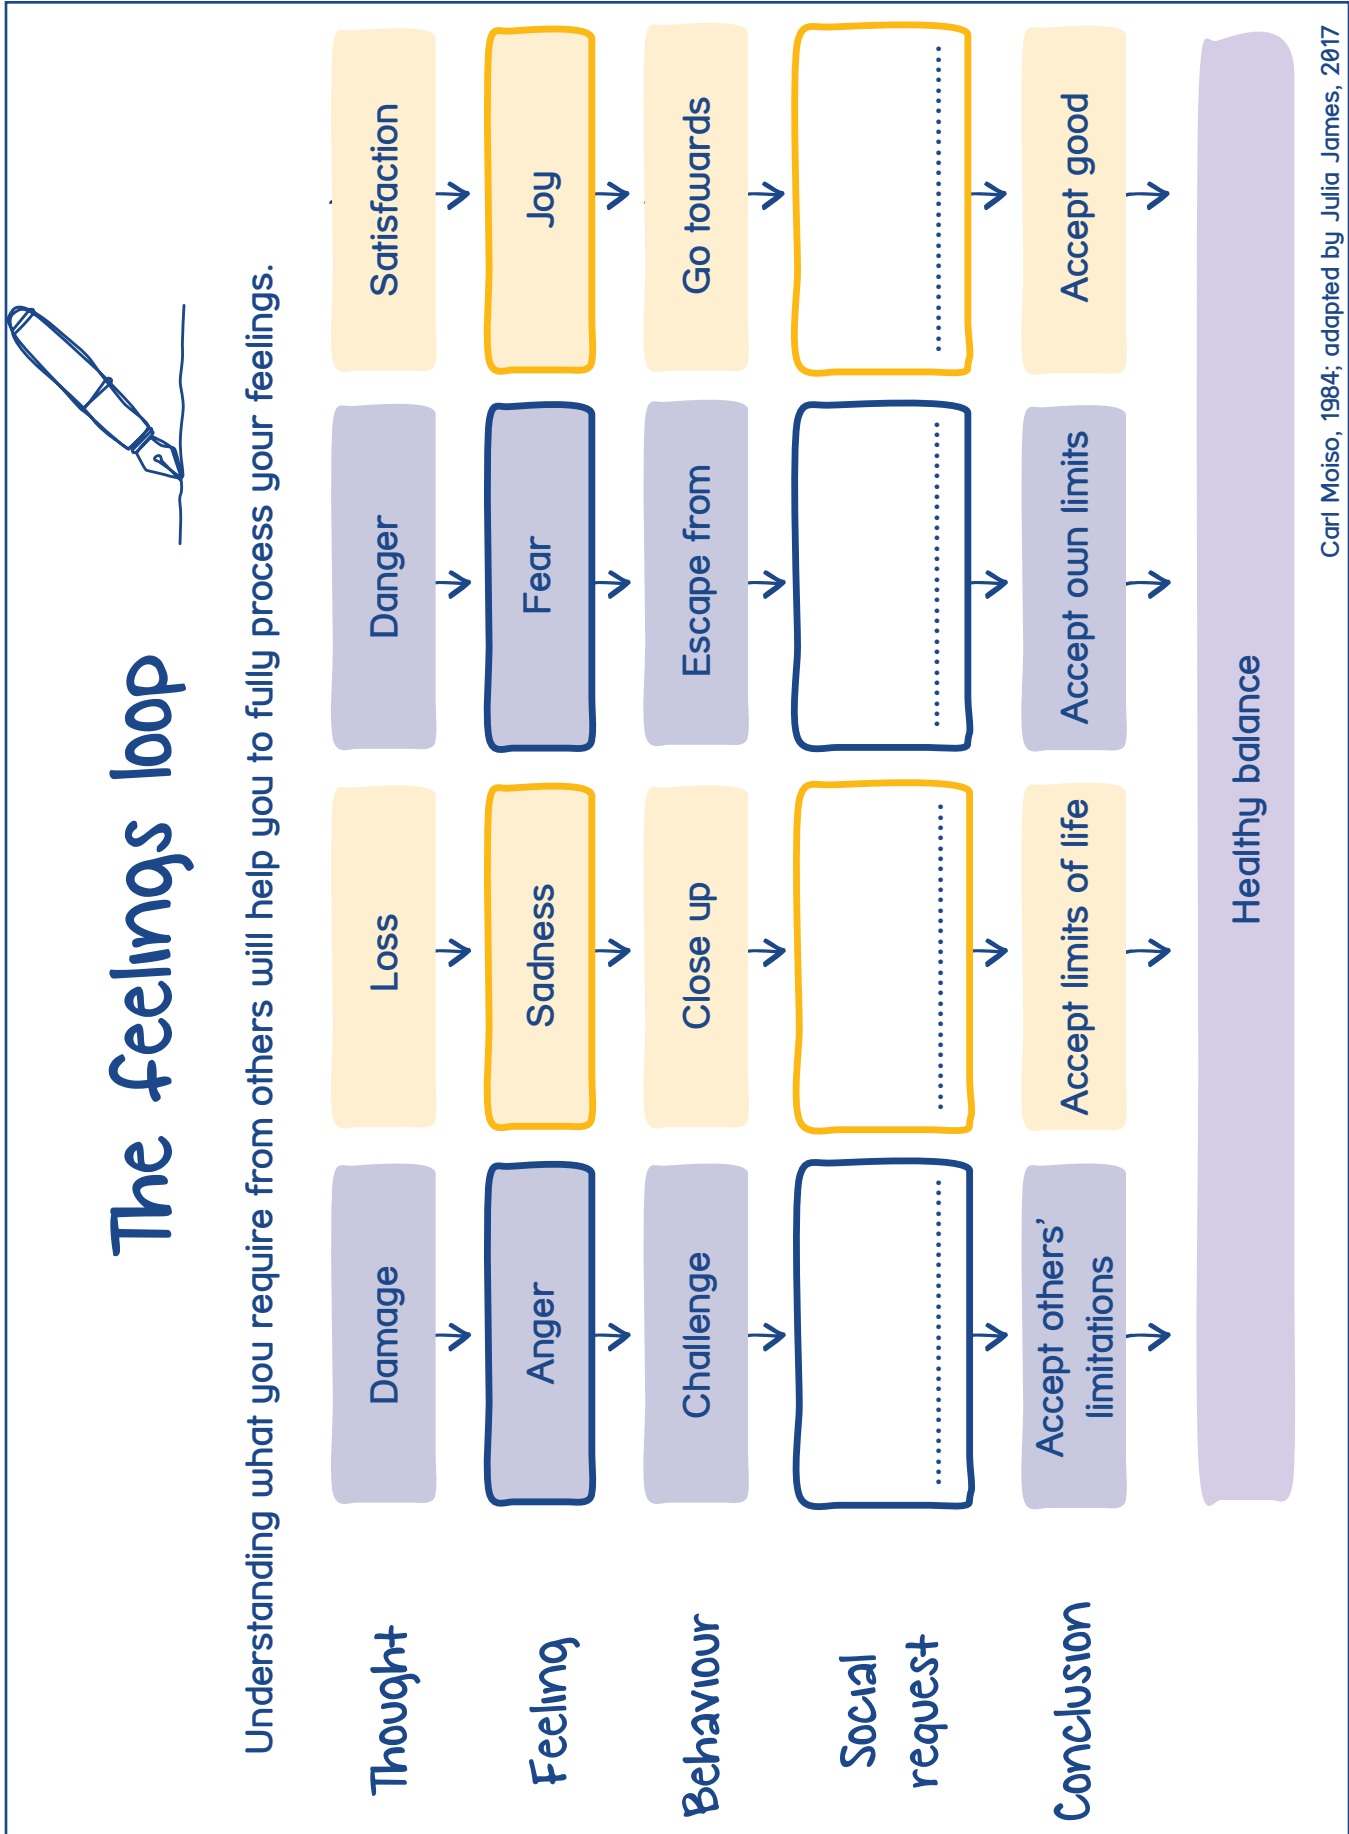 The feelings loop
Understanding what you require from others will help you to fully process your feelings.
Thought
Damage
Loss
Danger
Satisfaction
Feeling
Anger
Sadness
Fear
Joy
Behaviour
Challenge
Close up
Escape from
Go towards
Social
request
Conclusion
Accept others’
limitations
Accept limits of life
Accept own limits
Accept good
Healthy balance
Carl Moiso, 1984; adapted by Julia James, 2017